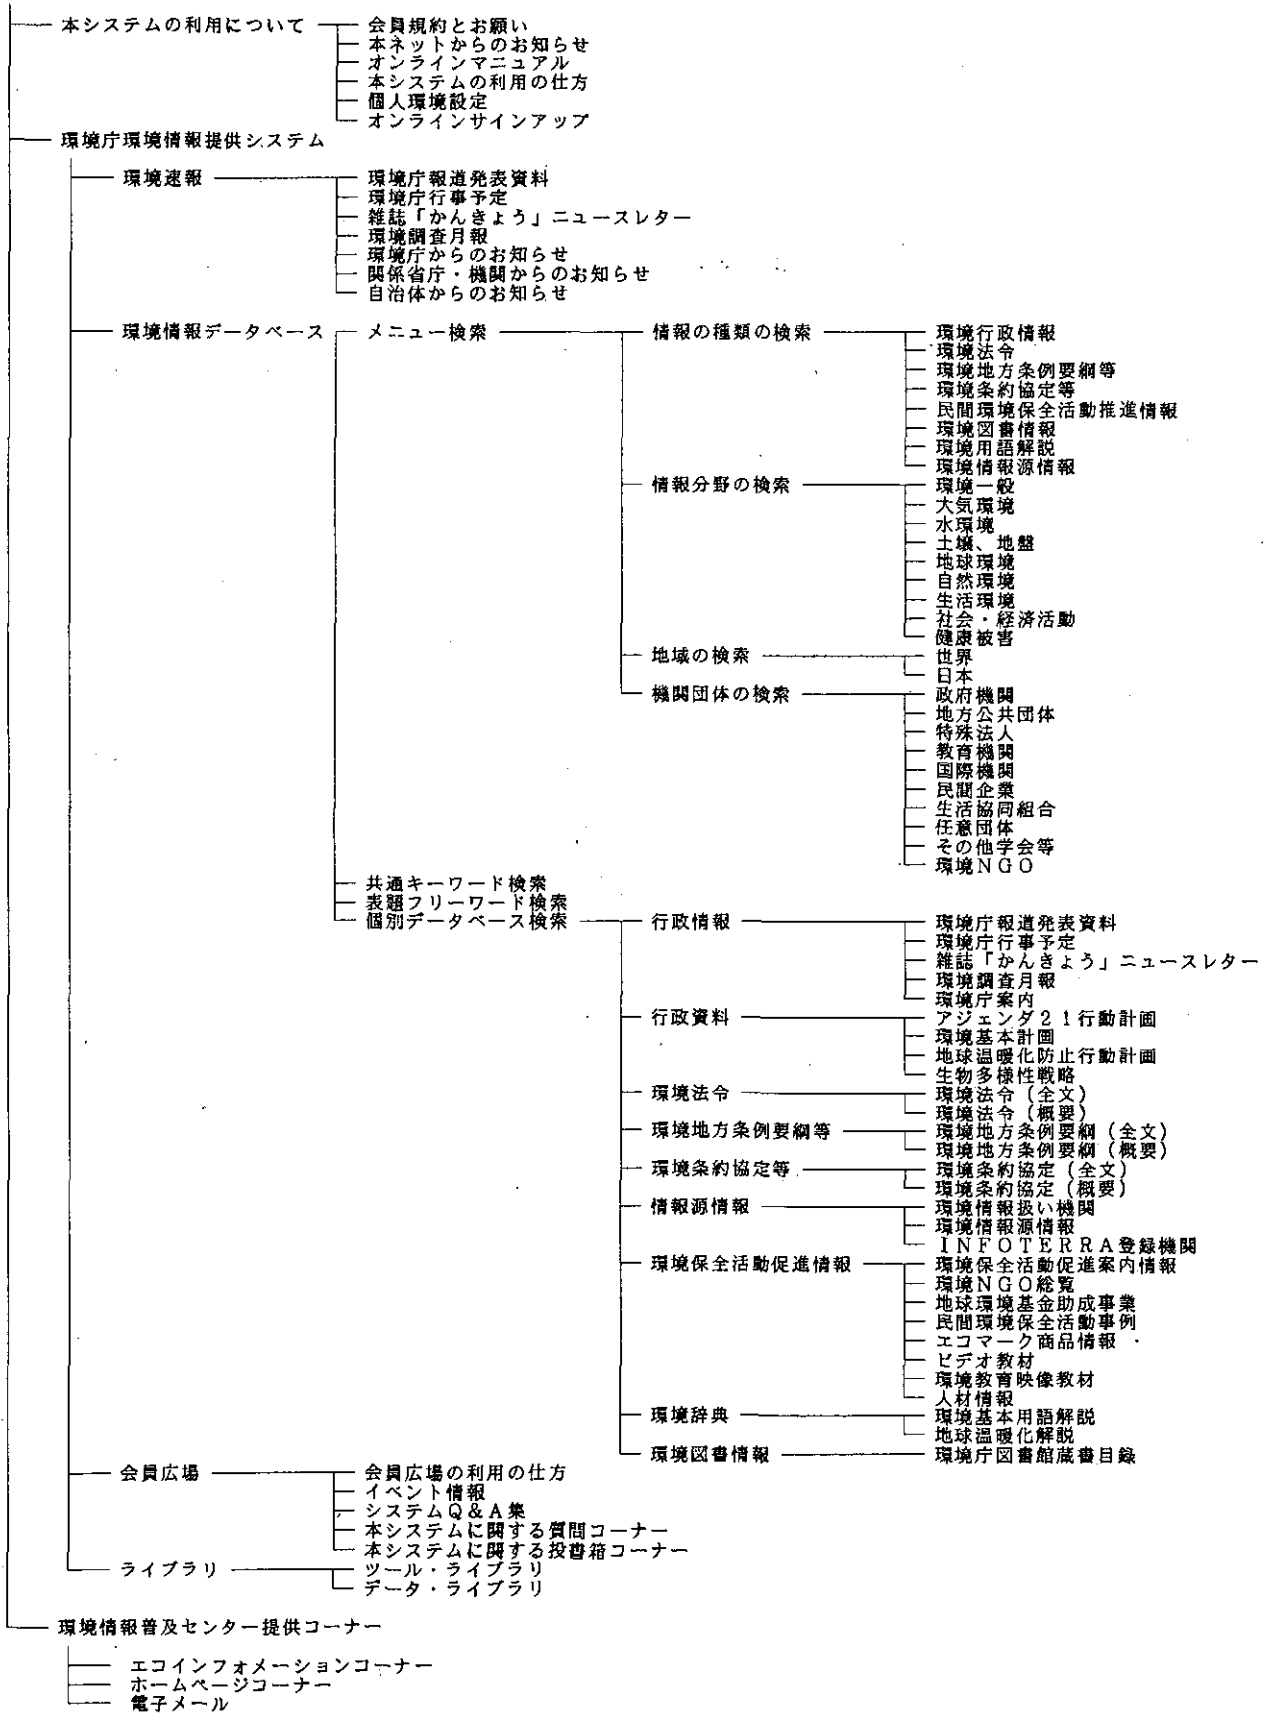 本システムの利用について
会員規約とお願い
本ネットからのお知らせ
オンラインマニュアル
本システムの利用の仕方
個人環境設定
オンラインサインアップ
環境庁環境情報提供システム
環境速報
環境庁報道発表資料
環境庁行事予定
雑誌「かんきょう」ニュースレター
環境調査月報
環境庁からのお知らせ
関係省庁・機関からのお知らせ
自治体からのお知らせ
環境情報データベース
メニュー検索
情報の種類の検索
環境行政情報
環境法令
環境地方条例要綱等
環境条約協定等
民間環境保全活動推進情報
環境図書情報
環境用語解説
環境情報源情報
情報分野の検索
環境一般
大気環境
水環境
土壌、地盤
地球環境
自然環境
生活環境
社会・経済活動
健康被害
地域の検索
世界
日本
機関団体の検索
政府機関
地方公共団体
特殊法人
教育機関
国際機関
民間企業
生活協同組合
任意団体
その他学会等
環境NGO
共通キーワード検索
表題フリーワード検索
個別データベース検索
行政情報
環境庁報道発表資料
環境庁行事予定
雑誌「かんきょう」ニュースレター
環境調査月報
環境庁案内
行政資料
アジェンダ21行動計画
環境基本計画
地球温暖化防止行動計画
生物多様性戦略
環境法令
環境法令(全文)
環境法令(概要)
環境地方条例要綱等
環境地方条例要綱(全文)
環境地方条例要綱(概要)
環境条約協定等
環境条約協定(全文)
環境条約協定(概要)
情報源情報
環境情報扱い機関
環境情報源情報
INFOTERRA登録機関
環境保全活動促進情報
環境保全活動促進案内情報
環境NGO総覧
地球環境基金助成事業
民間環境保全活動事例
エコマーク商品情報
ビデオ教材
環境教育映像教材
人材情報
環境辞典
環境基本用語解説
地球温暖化解説
環境図書情報
環境庁図書館蔵書目録
会員広場
会員広場の利用の仕方
イベント情報
システムQ&A集
本システムに関する質問コーナー
本システムに関する投書箱コーナー
ライブラリ
ツール・ライブラリ
データ・ライブラリ
環境情報普及センター提供コーナー
エコインフォメーションコーナー
ホームページコーナー
電子メール